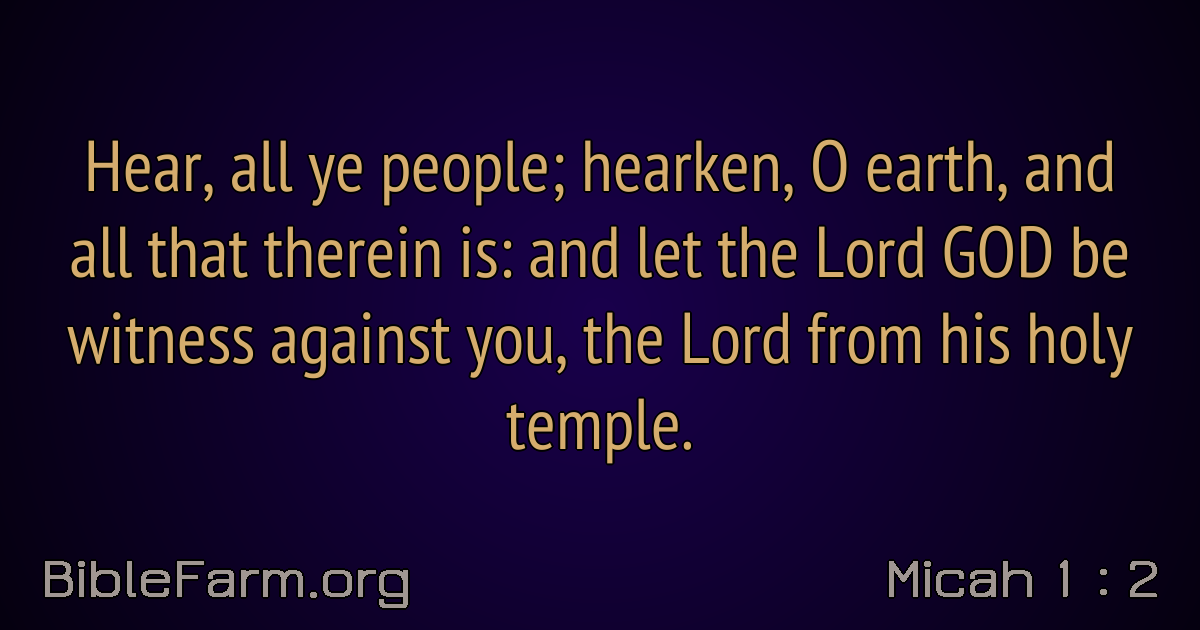 Hear, all ye people; hearken, O earth, and
all that therein is: and let the Lord GOD be
witness against you, the Lord from his holy
temple.
BibleFarm.org
Micah 1 : 2